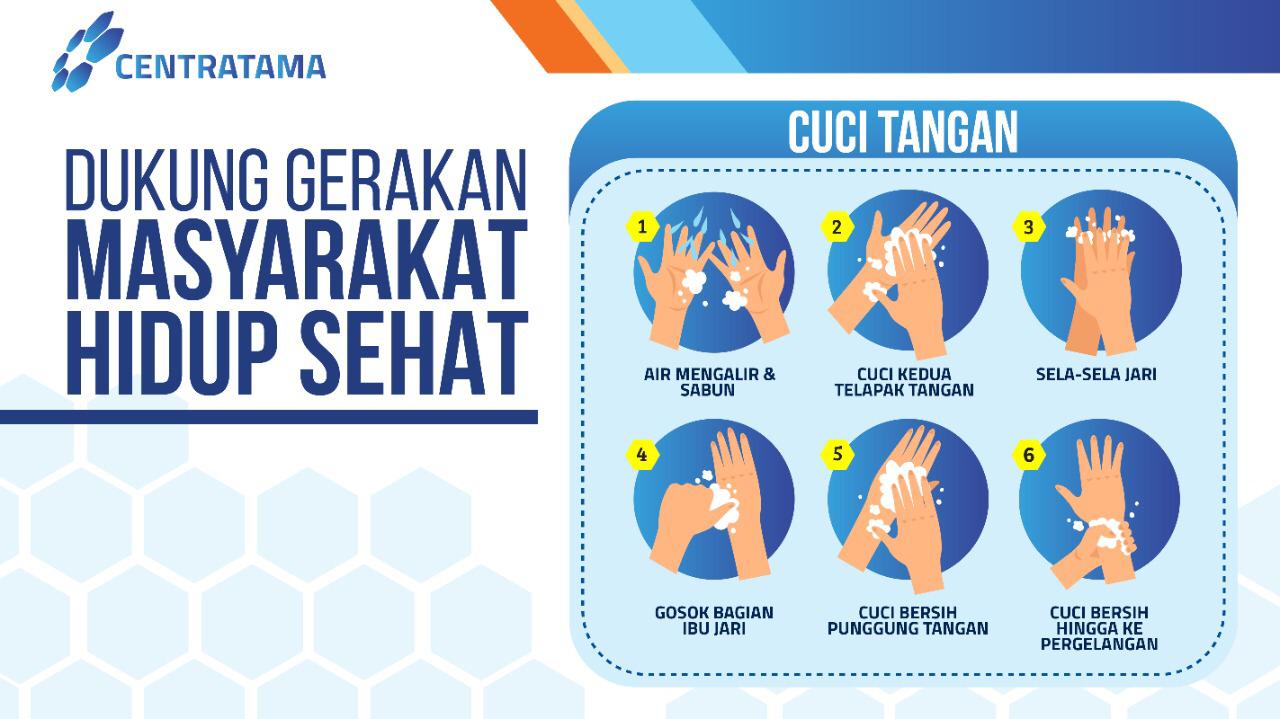 CENTRATAMA
DUKUNG GERAKAN
MASYARAKAT
HIDUP SEHAT
CUCI TANGAN
1
AIR MENGALIR &
SABUN
2
CUCI KEDUA
TELAPAK TANGAN
3
SELA-SELA JARI
4
GOSOK BAGIAN
IBU JARI
5
CUCI BERSIH
PUNGGUNG TANGAN
6
CUCI BERSIH
HINGGA KE
PERGELANGAN